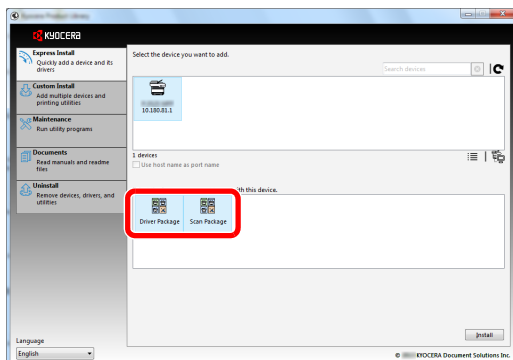 KYOCERA
Express Install
Quickly add a device and its
drivers
Custom Install
Add multiple devices and
printing utilities
Maintenance
Run utility programs
Documents
Read manuals and readme
files
Uninstall
Remove devices, drivers, and
utilities
Language
English
Select the device you want to add.
Search devices
10.180.81.1
1 devices
Use host name as port name
th this device.
Driver Package
Scan Package
Install
© KYOCERA Document Solutions Inc.